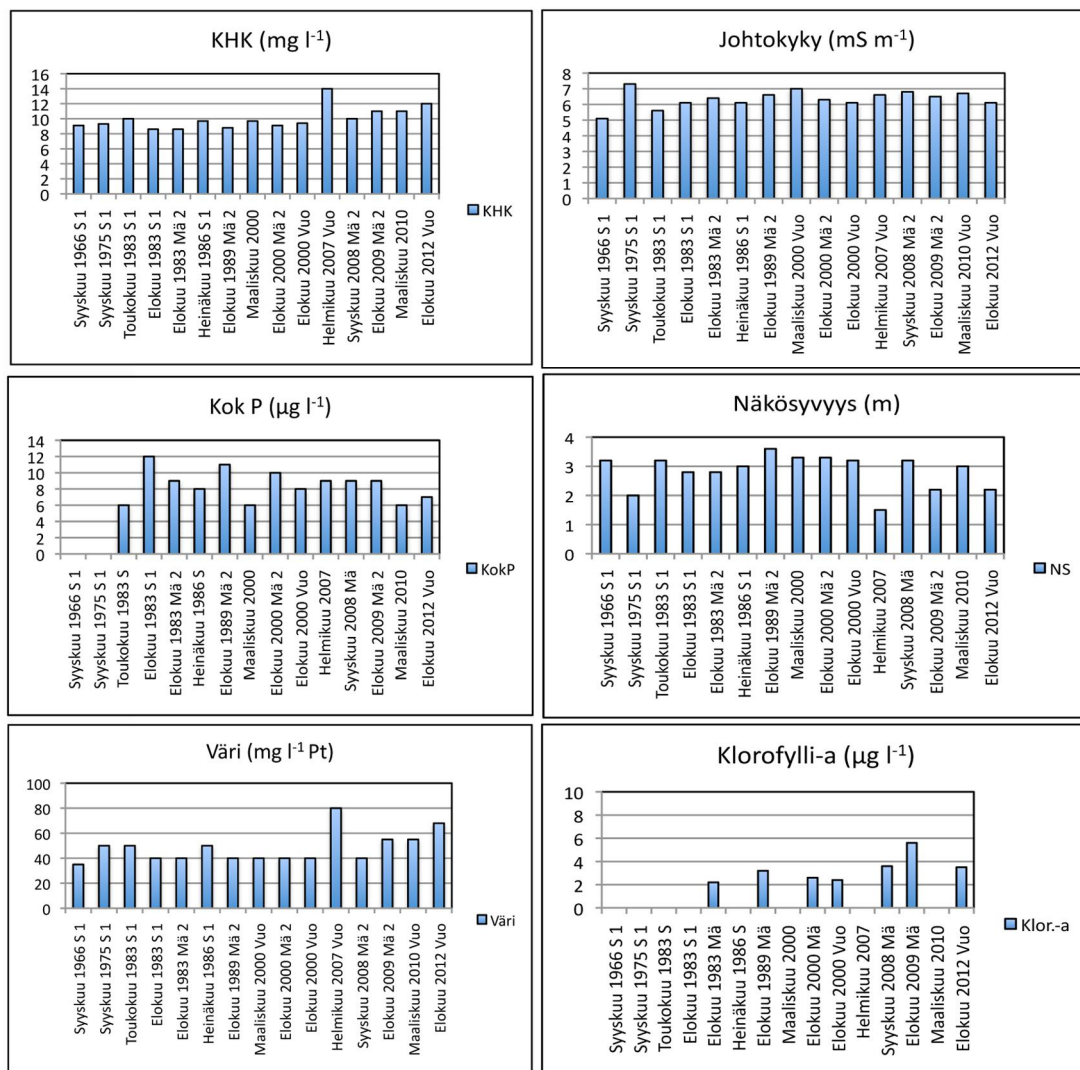 KHK (mg l⁻¹)
16
14
12
10
8
6
4
2
0
Syyskuu 1966 S 1
Syyskuu 1975 S 1
Toukokuu 1983 S 1
Elokuu 1983 S 1
Elokuu 1983 Mä 2
Heinäkuu 1986 S 1
Elokuu 1989 Mä 2
Maaliskuu 2000
Elokuu 2000 Mä 2
Elokuu 2000 Vuo
Helmikuu 2007 Vuo
Syyskuu 2008 Mä 2
Elokuu 2009 Mä 2
Maaliskuu 2010
Elokuu 2012 Vuo
KHK
Johtokyky (mS m⁻¹)
8
7
6
5
4
3
2
1
0
Syyskuu 1966 S 1
Syyskuu 1975 S 1
Toukokuu 1983 S 1
Elokuu 1983 S 1
Elokuu 1983 Mä 2
Heinäkuu 1986 S 1
Elokuu 1989 Mä 2
Maaliskuu 2000 Vuo
Elokuu 2000 Mä 2
Elokuu 2000 Vuo
Helmikuu 2007 Vuo
Syyskuu 2008 Mä 2
Elokuu 2009 Mä 2
Maaliskuu 2010 Vuo
Elokuu 2012 Vuo
Kok P (µg l⁻¹)
14
12
10
8
6
4
2
0
Syyskuu 1966 S 1
Syyskuu 1975 S 1
Toukokuu 1983 S
Elokuu 1983 S 1
Elokuu 1983 Mä 2
Heinäkuu 1986 S
Elokuu 1989 Mä 2
Maaliskuu 2000
Elokuu 2000 Mä 2
Elokuu 2000 Vuo
Helmikuu 2007
Syyskuu 2008 Mä
Elokuu 2009 Mä 2
Maaliskuu 2010
Elokuu 2012 Vuo
KokP
Näkösyvyys (m)
4
3
2
1
0
Syyskuu 1966 S 1
Syyskuu 1975 S 1
Toukokuu 1983 S 1
Elokuu 1983 S 1
Elokuu 1983 Mä 2
Heinäkuu 1986 S 1
Elokuu 1989 Mä 2
Maaliskuu 2000
Elokuu 2000 Mä 2
Elokuu 2000 Vuo
Helmikuu 2007
Syyskuu 2008 Mä
Elokuu 2009 Mä 2
Maaliskuu 2010
Elokuu 2012 Vuo
NS
Väri (mg l⁻¹ Pt)
100
80
60
40
20
0
Syyskuu 1966 S 1
Syyskuu 1975 S 1
Toukokuu 1983 S 1
Elokuu 1983 S 1
Elokuu 1983 Mä 2
Heinäkuu 1986 S 1
Elokuu 1989 Mä 2
Maaliskuu 2000 Vuo
Elokuu 2000 Mä 2
Elokuu 2000 Vuo
Helmikuu 2007 Vuo
Syyskuu 2008 Mä 2
Elokuu 2009 Mä 2
Maaliskuu 2010 Vuo
Elokuu 2012 Vuo
Väri
Klorofylli-a (µg l⁻¹)
10
8
6
4
2
0
Syyskuu 1966 S 1
Syyskuu 1975 S 1
Toukokuu 1983 S
Elokuu 1983 S 1
Elokuu 1983 Mä
Heinäkuu 1986 S
Elokuu 1989 Mä
Maaliskuu 2000
Elokuu 2000 Mä
Elokuu 2000 Vuo
Helmikuu 2007
Syyskuu 2008 Mä
Elokuu 2009 Mä
Maaliskuu 2010
Elokuu 2012 Vuo
Klor.-a